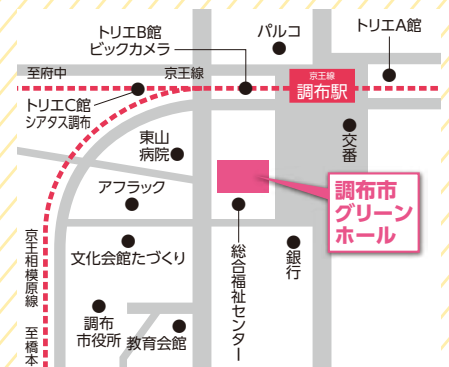 トリエB館
ビックカメラ
パルコ
トリエA館
至府中
京王線
京王線
調布駅
トリエC館
シアタス調布
東山
病院
交番
アフラック
調布市
グリーン
ホール
文化会館たづくり
総合福祉センター
銀行
京王相模原線 至橋本
調布
市役所
教育会館